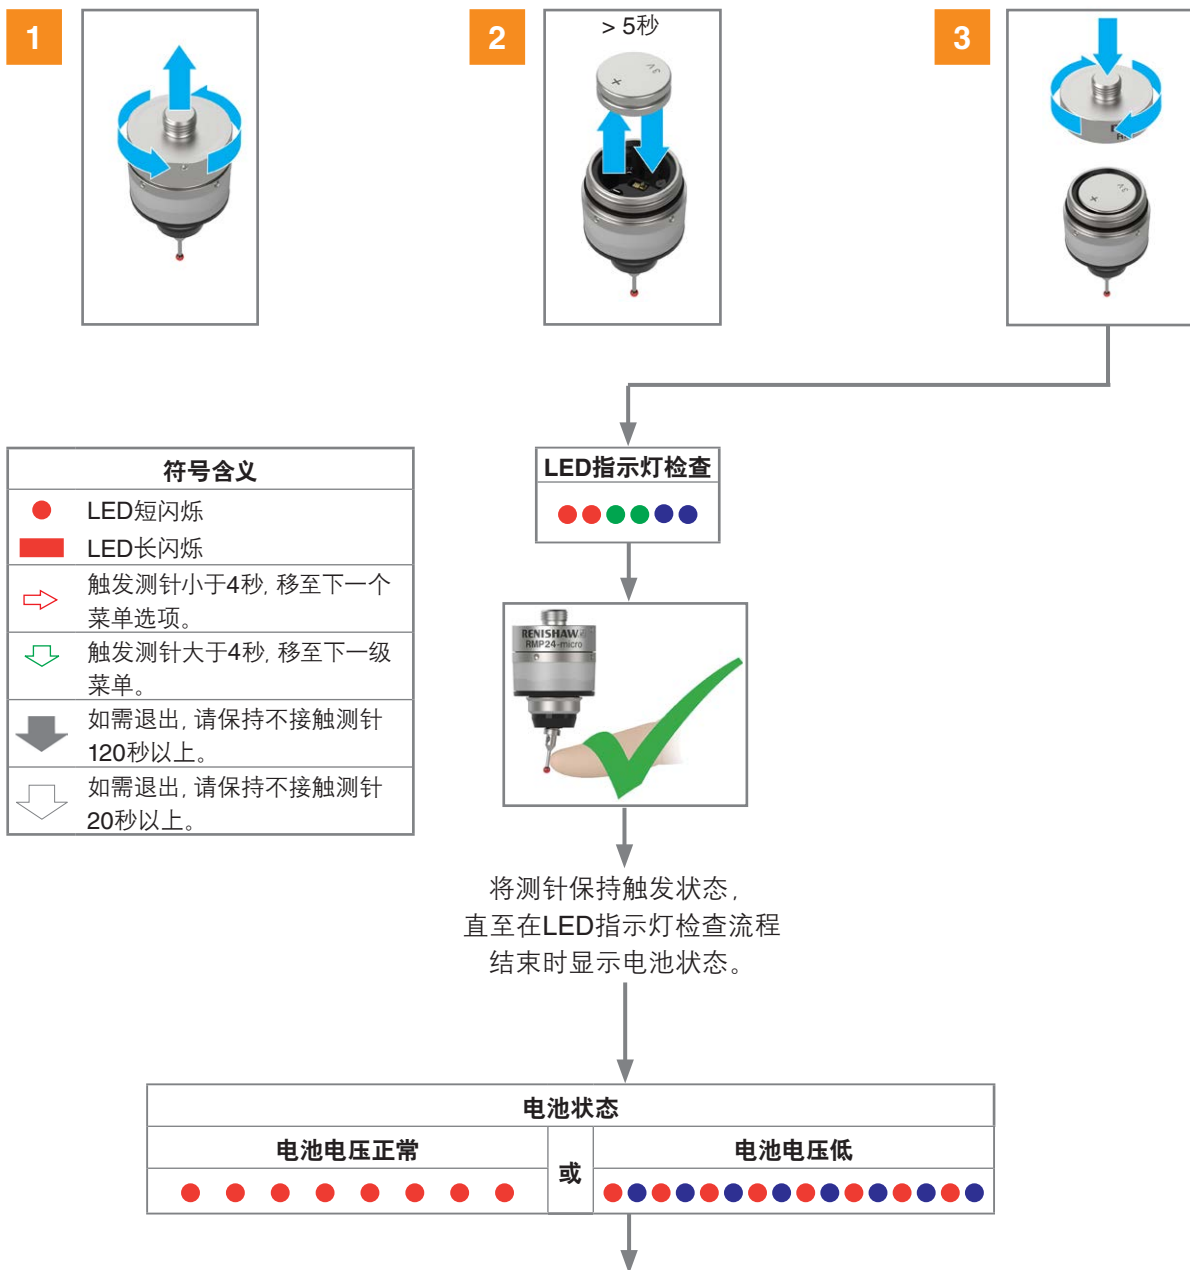 1
2
> 5秒
3V
+
3
3V
+
LED指示灯检查
符号含义
LED短闪烁
LED长闪烁
触发测针小于4秒, 移至下一个
菜单选项。
触发测针大于4秒, 移至下一级
菜单。
如需退出, 请保持不接触测针
120秒以上。
如需退出, 请保持不接触测针
20秒以上。
RENISHAW
RMP24-micro
将测针保持触发状态,
直至在LED指示灯检查流程
结束时显示电池状态。
电池状态
电池电压正常
或
电池电压低